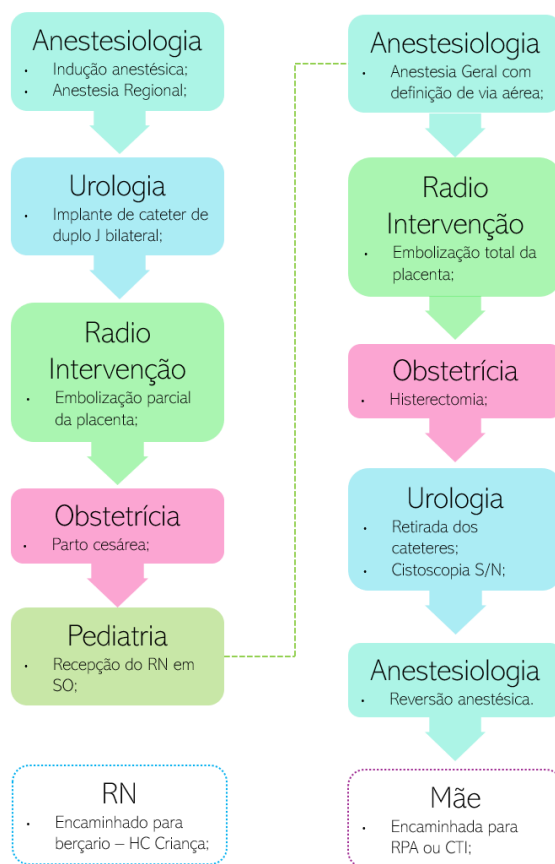 Anestesiologia
• Indução anestésica;
• Anestesia Regional;
Urologia
• Implante de cateter de
duplo J bilateral;
Radio
Intervenção
• Embolização parcial
da placenta;
Obstetrícia
• Parto cesárea;
Pediatria
• Recepção do RN em
SO;
RN
• Encaminhado para
berçario – HC Criança;
Anestesiologia
• Anestesia Geral com
definição de via aérea;
Radio
Intervenção
• Embolização total da
placenta;
Obstetrícia
• Histerectomia;
Urologia
• Retirada dos
cateteres;
• Cistoscopia S/N;
Anestesiologia
• Reversão anestésica.
Mãe
• Encaminhada para
RPA ou CTI;